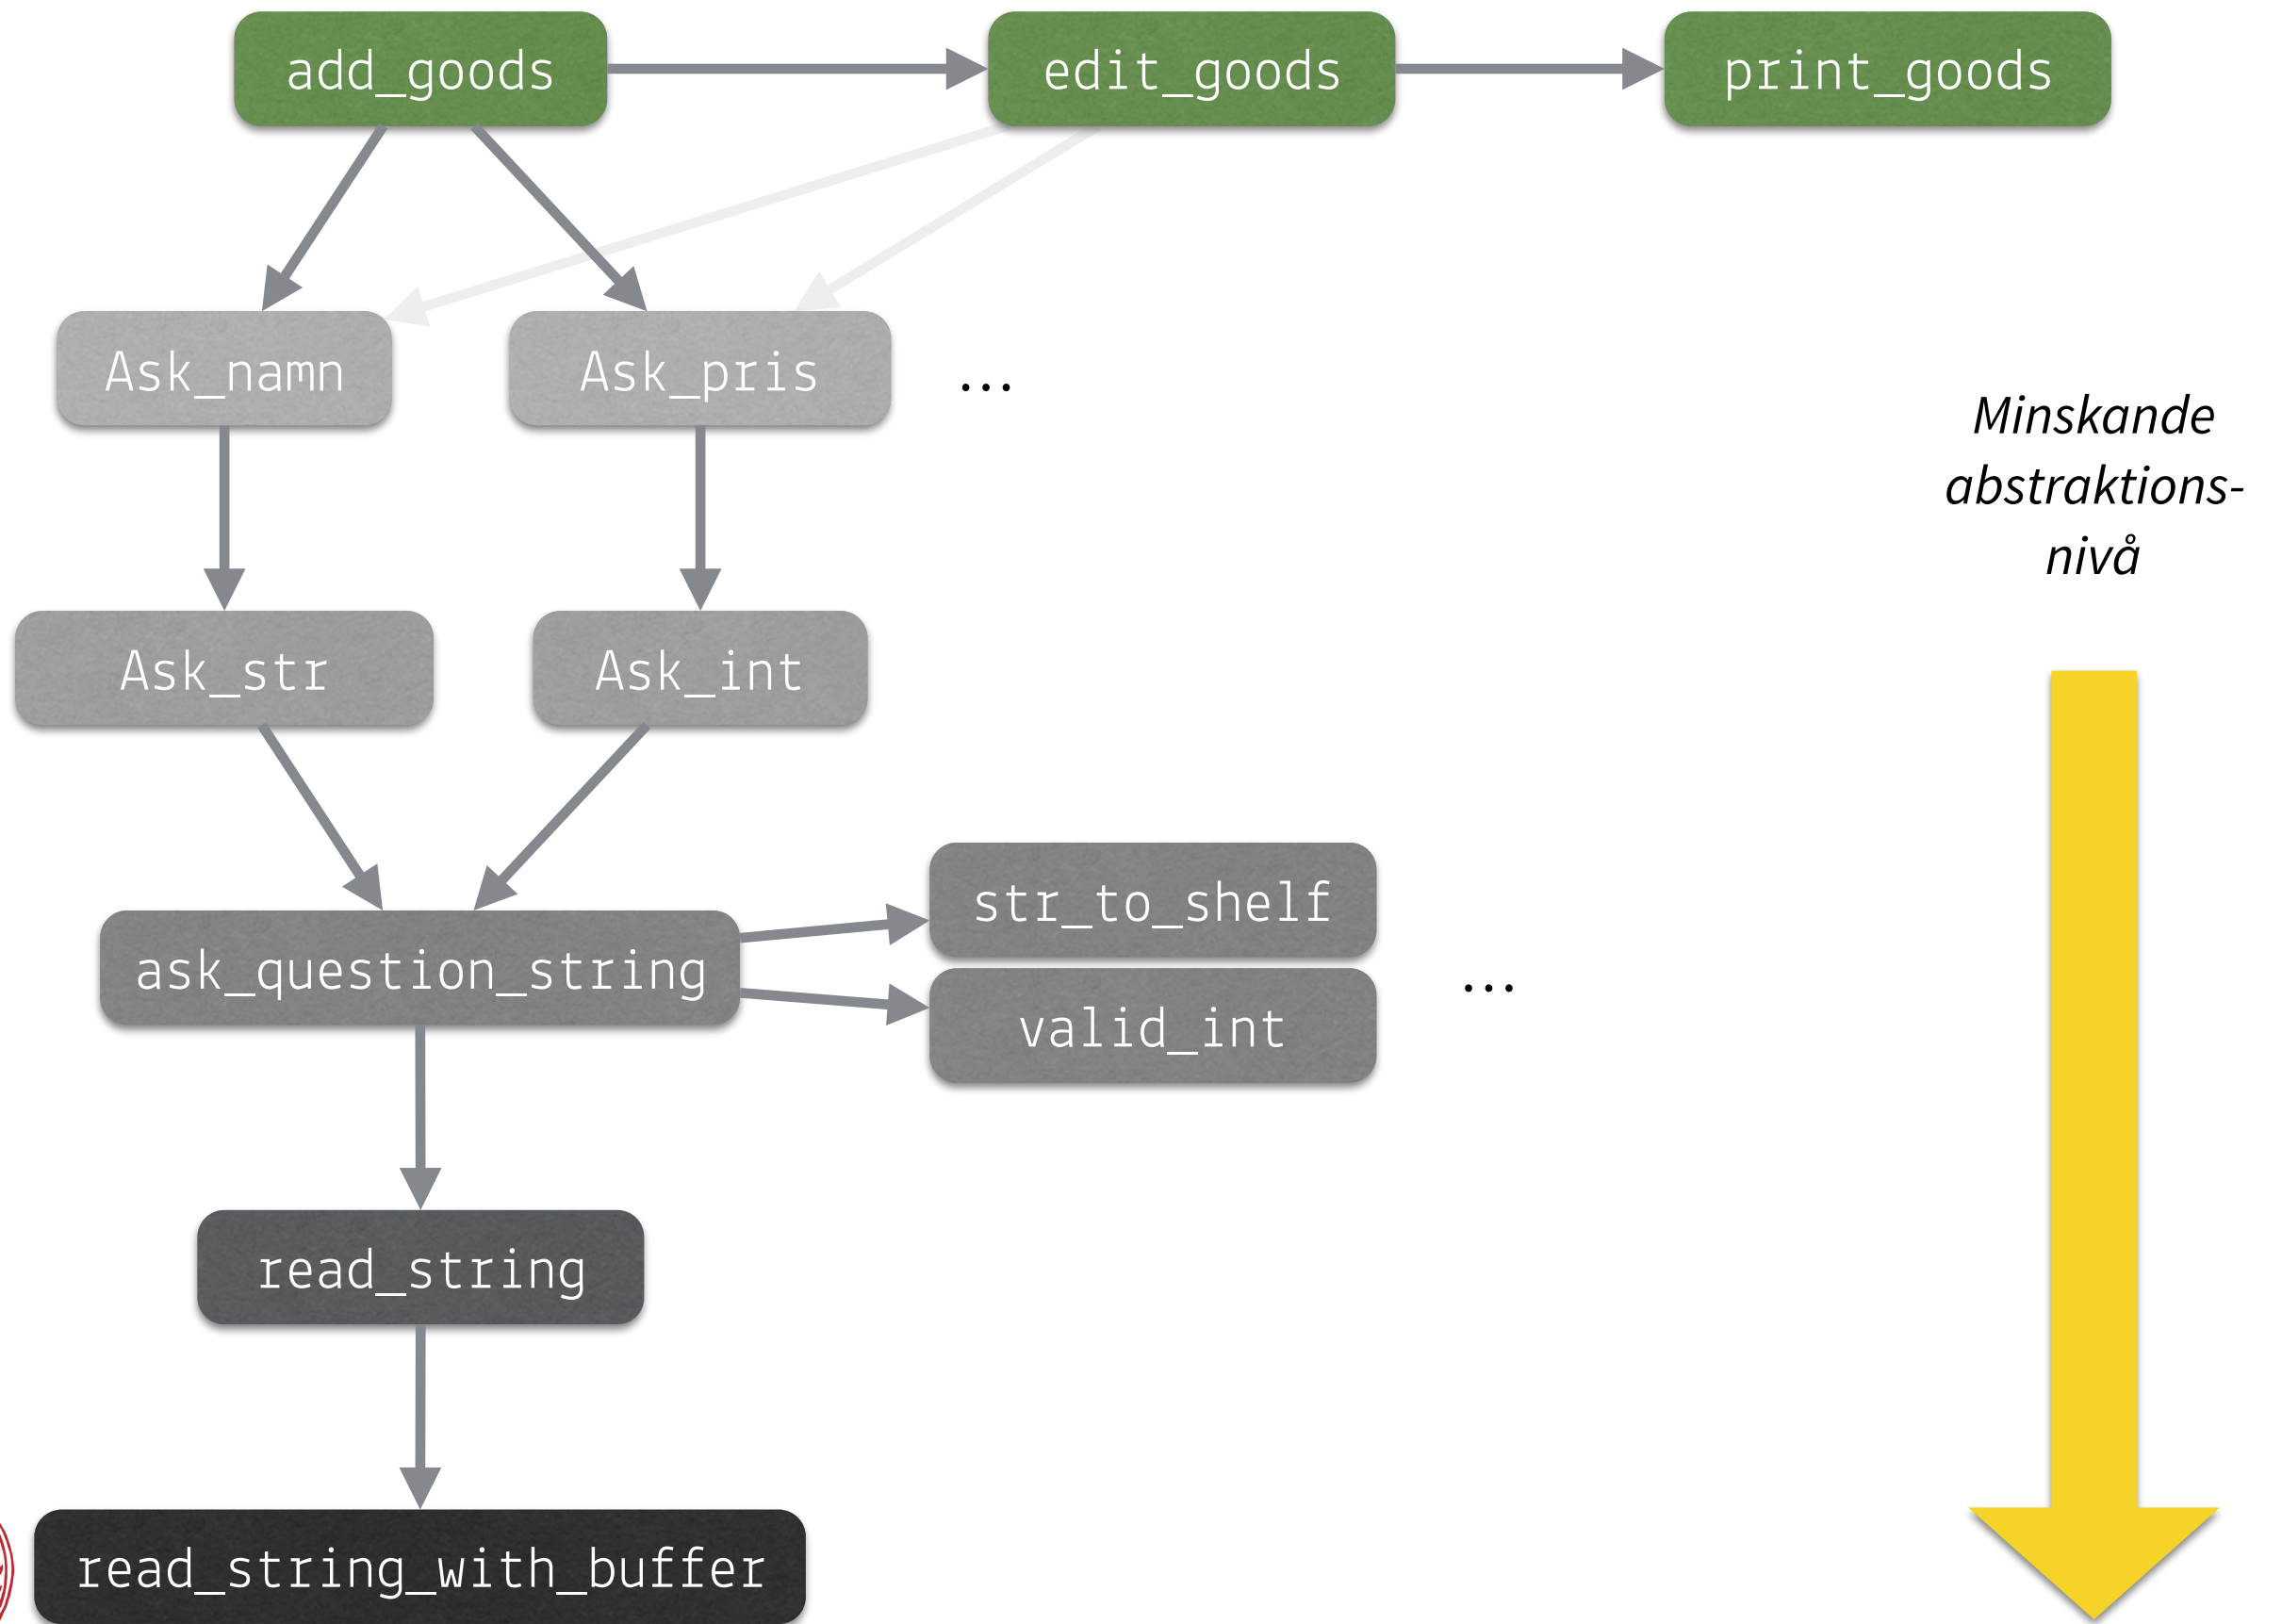 add_goods
edit_goods
print_goods
Ask_namn
Ask_pris
...
Minskande
abstraktions-
nivå
Ask_str
Ask_int
str_to_shelf
ask_question_string
...
valid_int
read_string
read_string_with_buffer